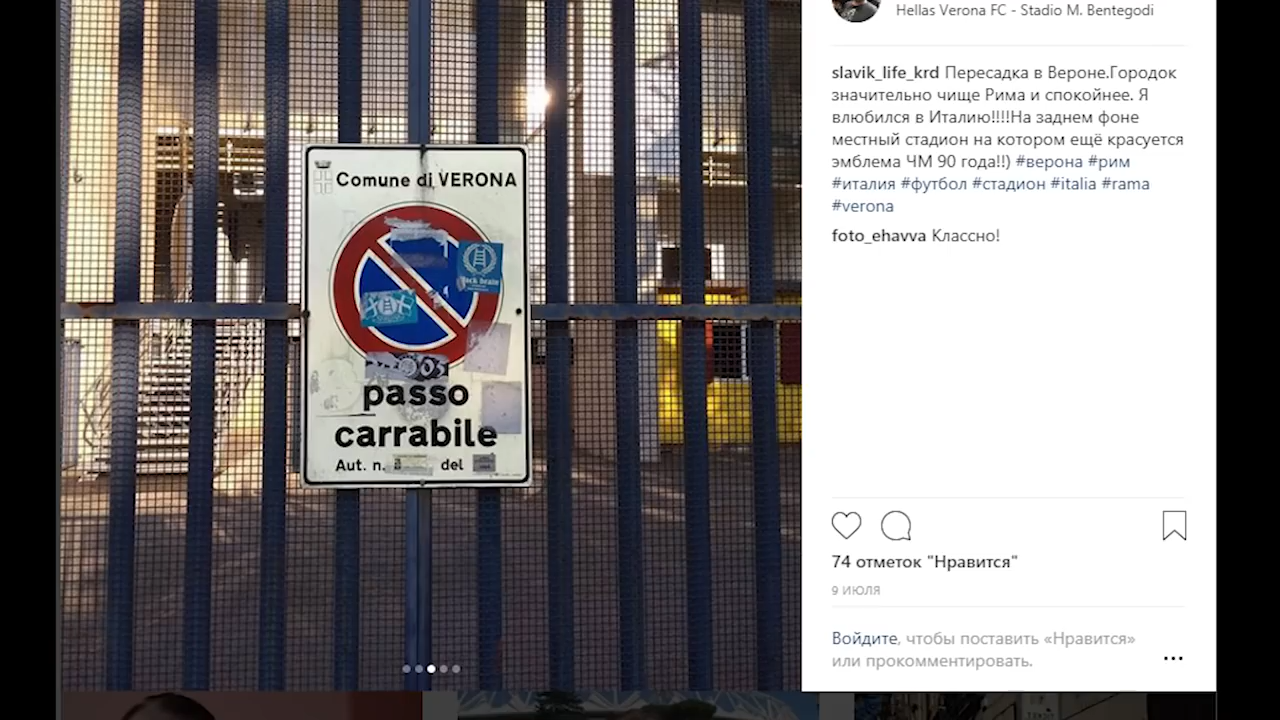 Hellas Verona FC - Stadio M. Bentegodi
slavik_life_krd Пересадка в Вероне.Городок
значительно чище Рима и спокойнее. Я
влюбился в Италию!!!!На заднем фоне
местный стадион на котором ещё красуется
эмблема ЧМ 90 года!!) #верона #рим
#италия #футбол #стадион #italia #rama
#verona
foto_ehavva Классно!
74 отметок "Нравится"
9 ИЮЛЯ
Войдите, чтобы поставить «Нравится»
или прокомментировать.
Comune di VERONA
passo
carrabile
Aut. n. del